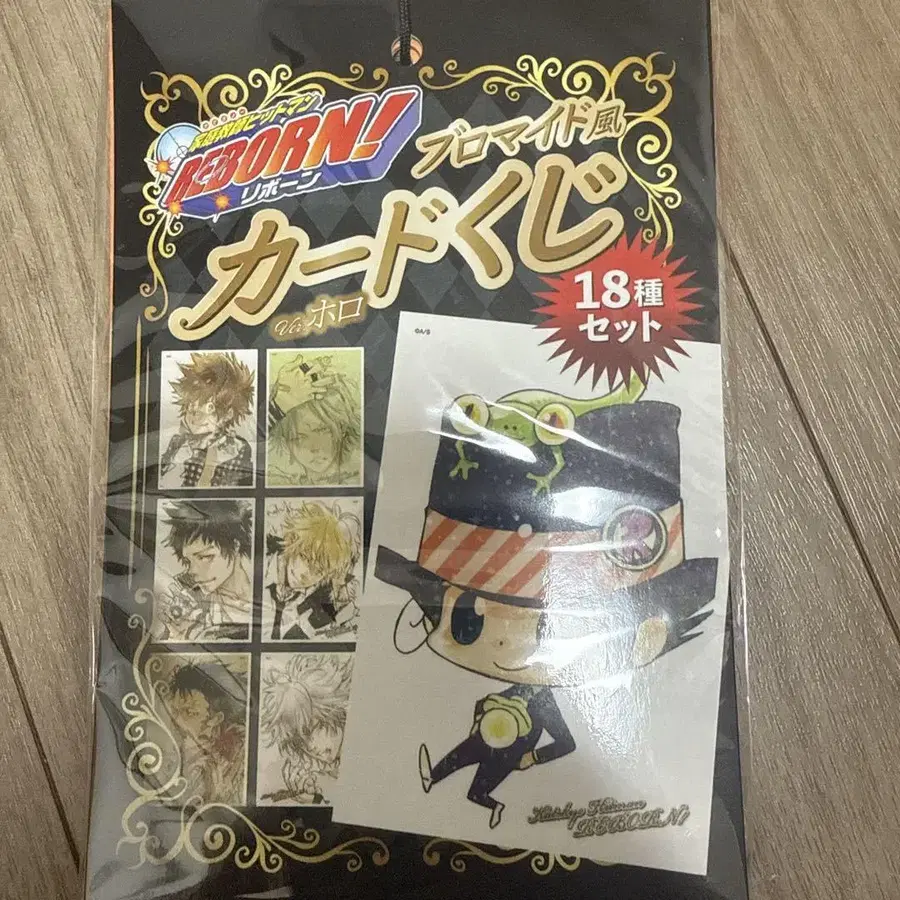 家庭教師ヒットマン
REBORN!
リボーン
ブロマイド風
カードくじ
Ver.ホロ
18種
セット
©A/S
Katekyo Hitman
REBORN!